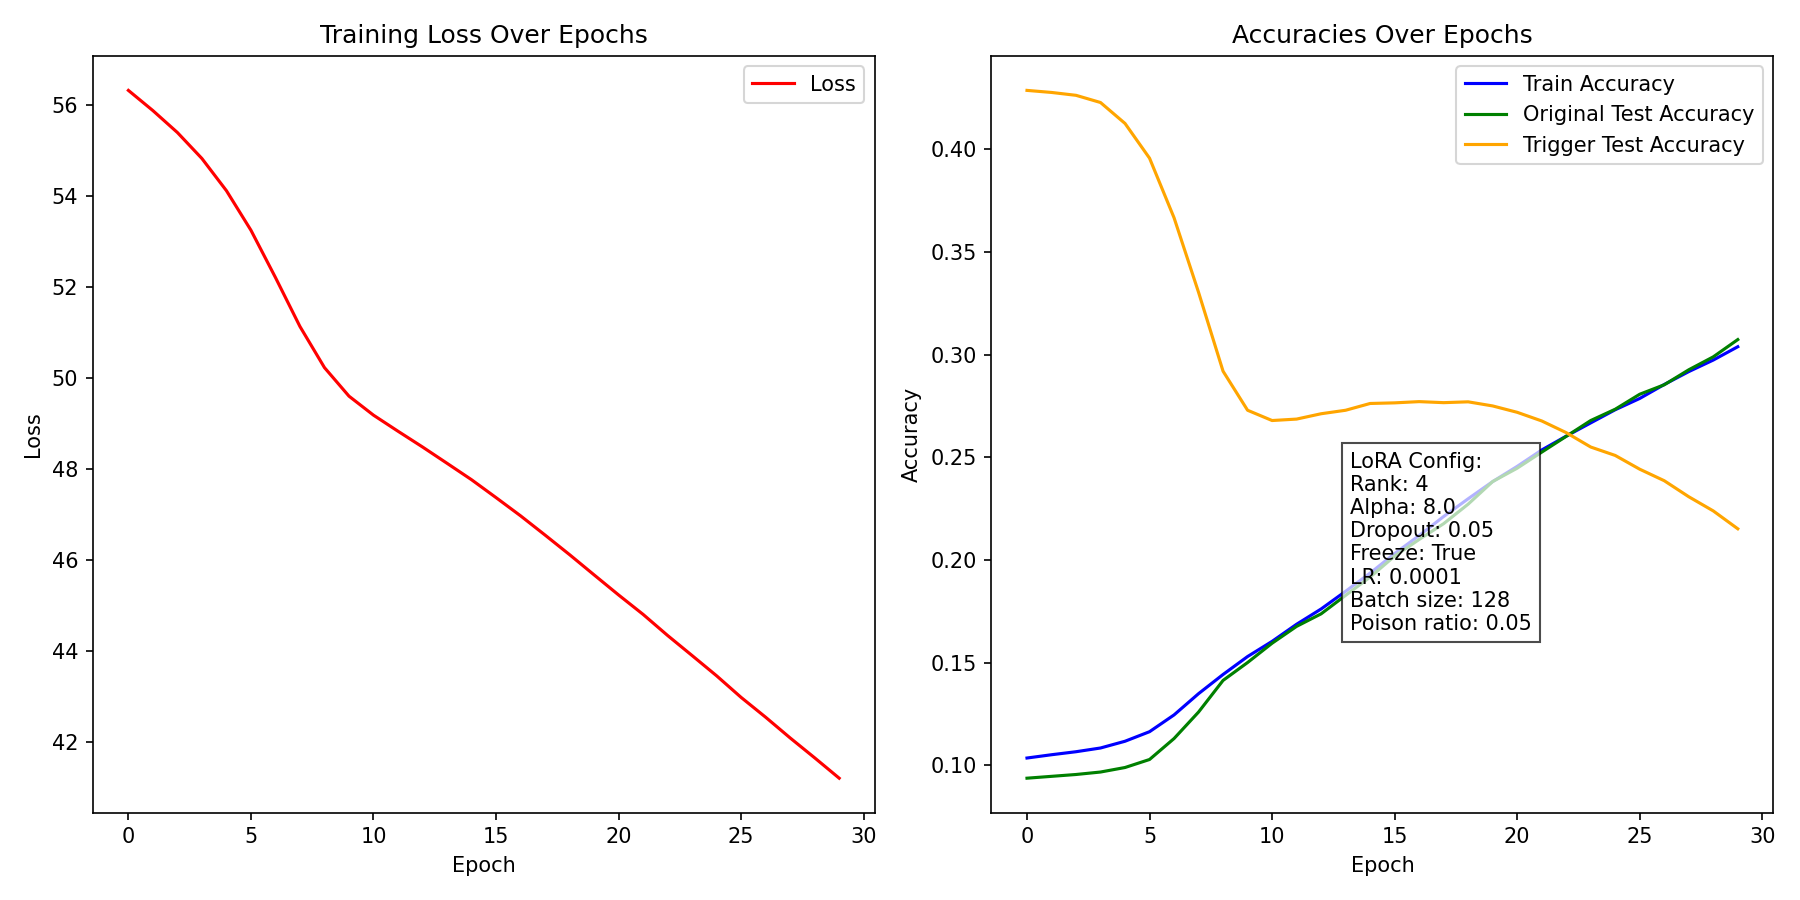 Training Loss Over Epochs
Loss
56
54
52
50
48
46
44
42
Loss
0
5
10
15
20
25
30
Epoch
Accuracies Over Epochs
Train Accuracy
Original Test Accuracy
Trigger Test Accuracy
0.40
0.35
0.30
0.25
0.20
0.15
0.10
Accuracy
LoRA Config:
Rank: 4
Alpha: 8.0
Dropout: 0.05
Freeze: True
LR: 0.0001
Batch size: 128
Poison ratio: 0.05
0
5
10
15
20
25
30
Epoch